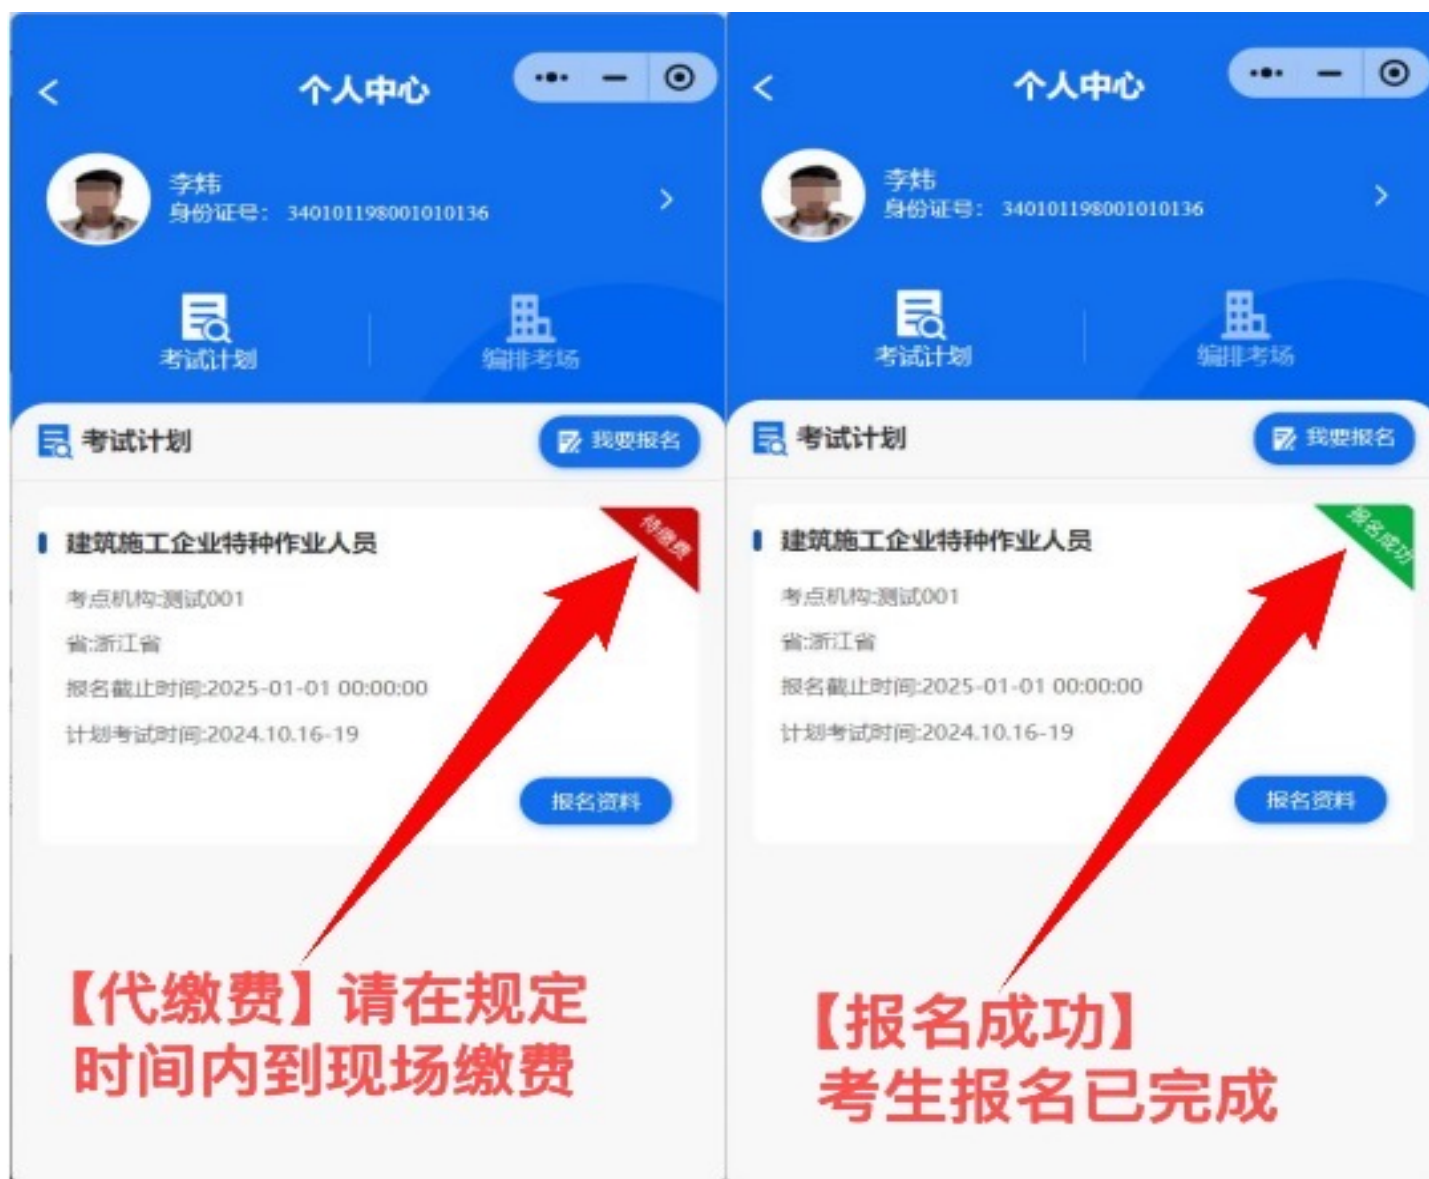 个人中心
李炜
身份证号: 340101198001010136
考试计划
编排考场
考试计划
我要报名
建筑施工企业特种作业人员
待缴费
考点机构:测试001
省:浙江省
报名截止时间:2025-01-01 00:00:00
计划考试时间:2024.10.16-19
报名资料
【代缴费】请在规定
时间内到现场缴费
个人中心
李炜
身份证号: 340101198001010136
考试计划
编排考场
考试计划
我要报名
建筑施工企业特种作业人员
报名成功
考点机构:测试001
省:浙江省
报名截止时间:2025-01-01 00:00:00
计划考试时间:2024.10.16-19
报名资料
【报名成功】
考生报名已完成